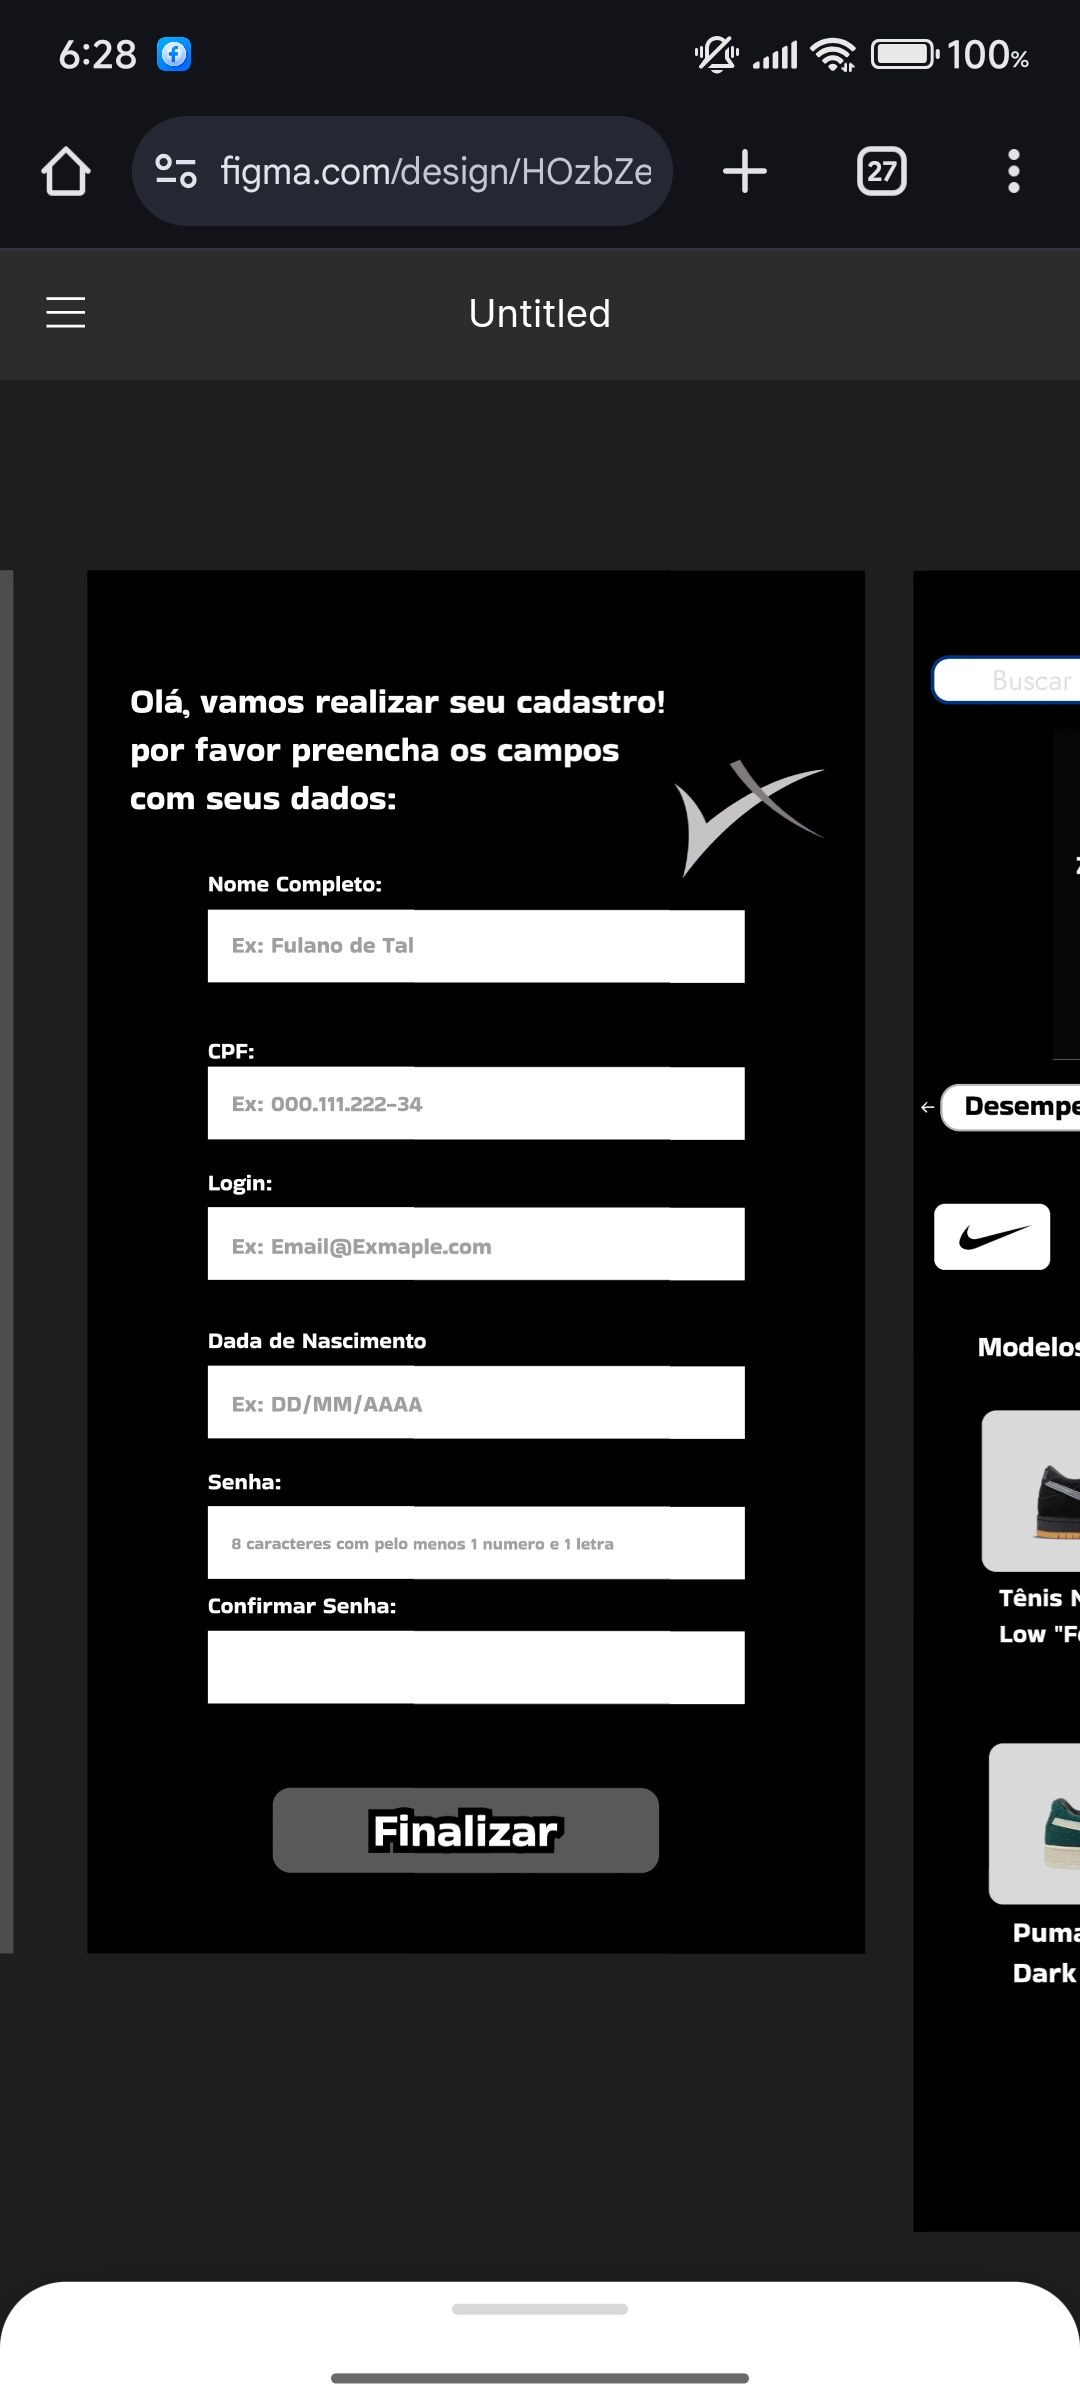 6:28
100%
figma.com/design/HOzbZe
27
Untitled
Olá, vamos realizar seu cadastro!
por favor preencha os campos
com seus dados:
Nome Completo:
Ex: Fulano de Tal
CPF:
Ex: 000.111.222-34
Login:
Ex: Email@Exmaple.com
Dada de Nascimento
Ex: DD/MM/AAAA
Senha:
8 caracteres com pelo menos 1 numero e 1 letra
Confirmar Senha:
Finalizar
Buscar
Desempe
Modelos
Tênis
Low "F
Puma
Dark